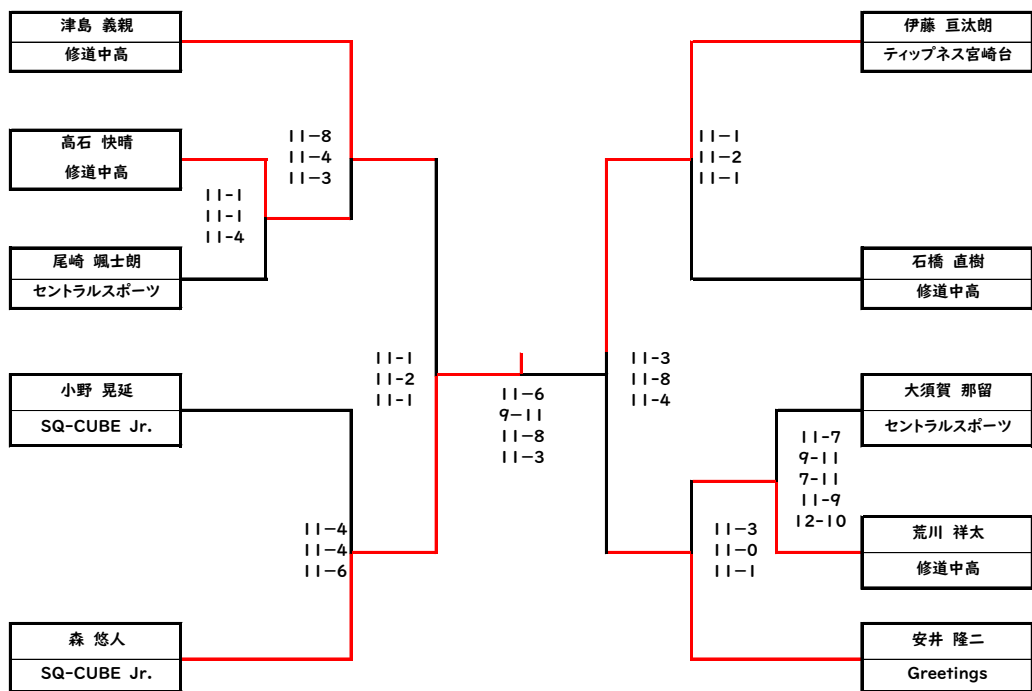 津島 義親
修道中高
高石 快晴
修道中高
尾崎 颯士朗
セントラルスポーツ
小野 晃延
SQ-CUBE Jr.
森 悠人
SQ-CUBE Jr.
11-8
11-4
11-3
11-1
11-1
11-4
11-1
11-2
11-1
11-4
11-4
11-6
11-6
9-11
11-8
11-3
伊藤 亘汰朗
ティップネス宮崎台
石橋 直樹
修道中高
大須賀 那留
セントラルスポーツ
荒川 祥太
修道中高
安井 隆二
Greetings
11-1
11-2
11-1
11-3
11-8
11-4
11-7
9-11
7-11
11-9
12-10
11-3
11-0
11-1